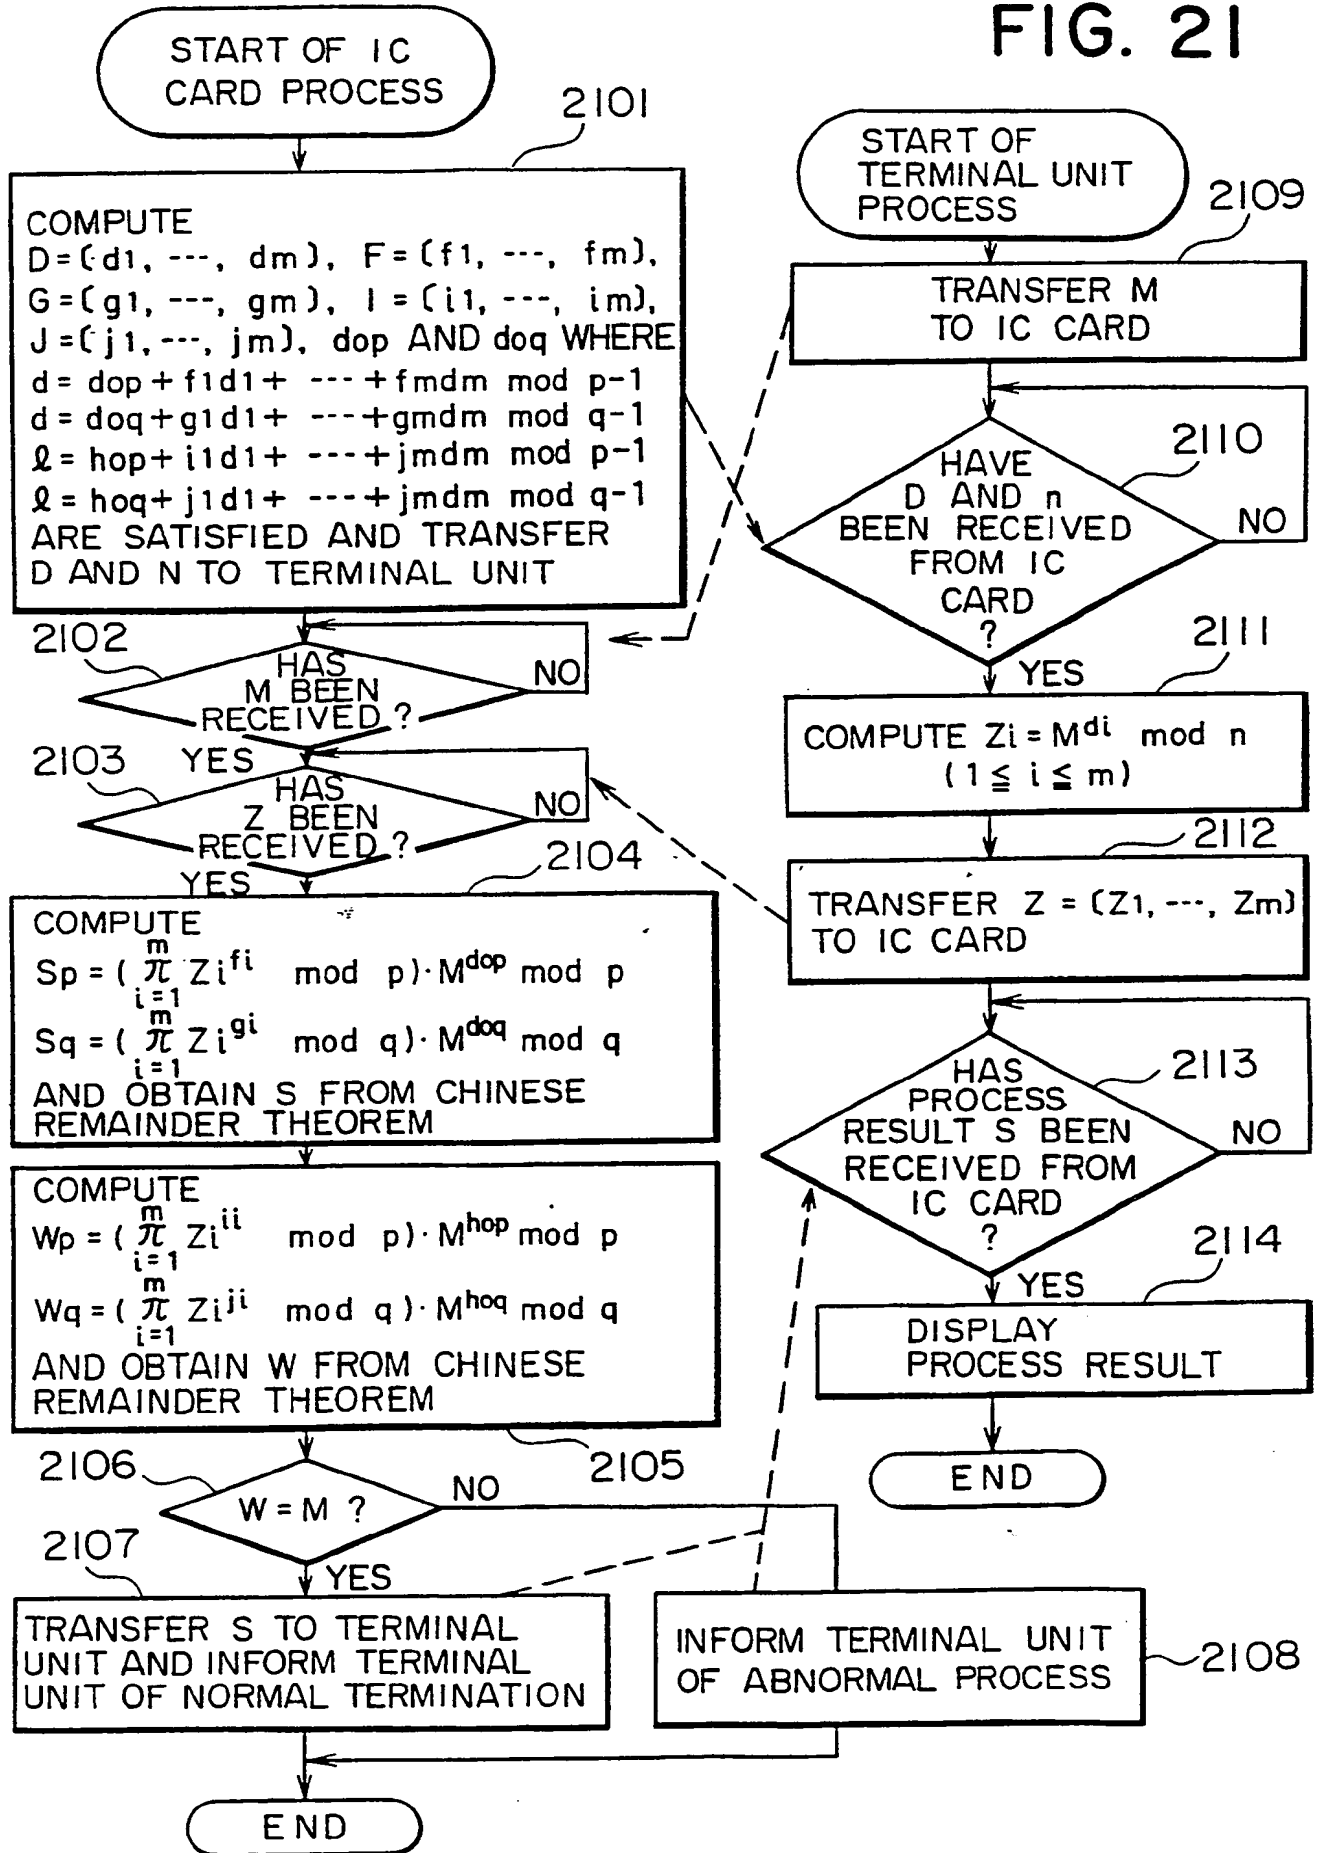 FIG. 21
START OF IC
CARD PROCESS
2101
COMPUTE
D=(d1, ---, dm), F=(f1, ---, fm),
G=(g1, ---, gm), I=(i1, ---, im),
J=(j1, ---, jm), dop AND doq WHERE
d=dop+f1d1+ ---+fmdm mod p-1
d=doq+g1d1+ ---+gmdm mod q-1
ℓ=hop+i1d1+ ---+jmdm mod p-1
ℓ=hoq+j1d1+ ---+jmdm mod q-1
ARE SATISFIED AND TRANSFER
D AND N TO TERMINAL UNIT
2102
HAS
M BEEN
RECEIVED ?
NO
YES
2103
HAS
Z BEEN
RECEIVED ?
NO
YES
2104
COMPUTE
Sp = ( π_{i=1}^{m} Zi^{fi} mod p)·M^{dop} mod p
Sq = ( π_{i=1}^{m} Zi^{gi} mod q)·M^{doq} mod q
AND OBTAIN S FROM CHINESE
REMAINDER THEOREM
COMPUTE
Wp = ( π_{i=1}^{m} Zi^{ii} mod p)·M^{hop} mod p
Wq = ( π_{i=1}^{m} Zi^{ji} mod q)·M^{hoq} mod q
AND OBTAIN W FROM CHINESE
REMAINDER THEOREM
2105
2106
W = M ?
NO
YES
2107
TRANSFER S TO TERMINAL
UNIT AND INFORM TERMINAL
UNIT OF NORMAL TERMINATION
INFORM TERMINAL UNIT
OF ABNORMAL PROCESS
2108
END
START OF
TERMINAL UNIT
PROCESS
2109
TRANSFER M
TO IC CARD
2110
HAVE
D AND n
BEEN RECEIVED
FROM IC
CARD
?
NO
YES
2111
COMPUTE Zi = M^{di} mod n
(1 ≦ i ≦ m)
2112
TRANSFER Z = (Z1, ---, Zm)
TO IC CARD
2113
HAS
PROCESS
RESULT S BEEN
RECEIVED FROM
IC CARD
?
NO
YES
2114
DISPLAY
PROCESS RESULT
END